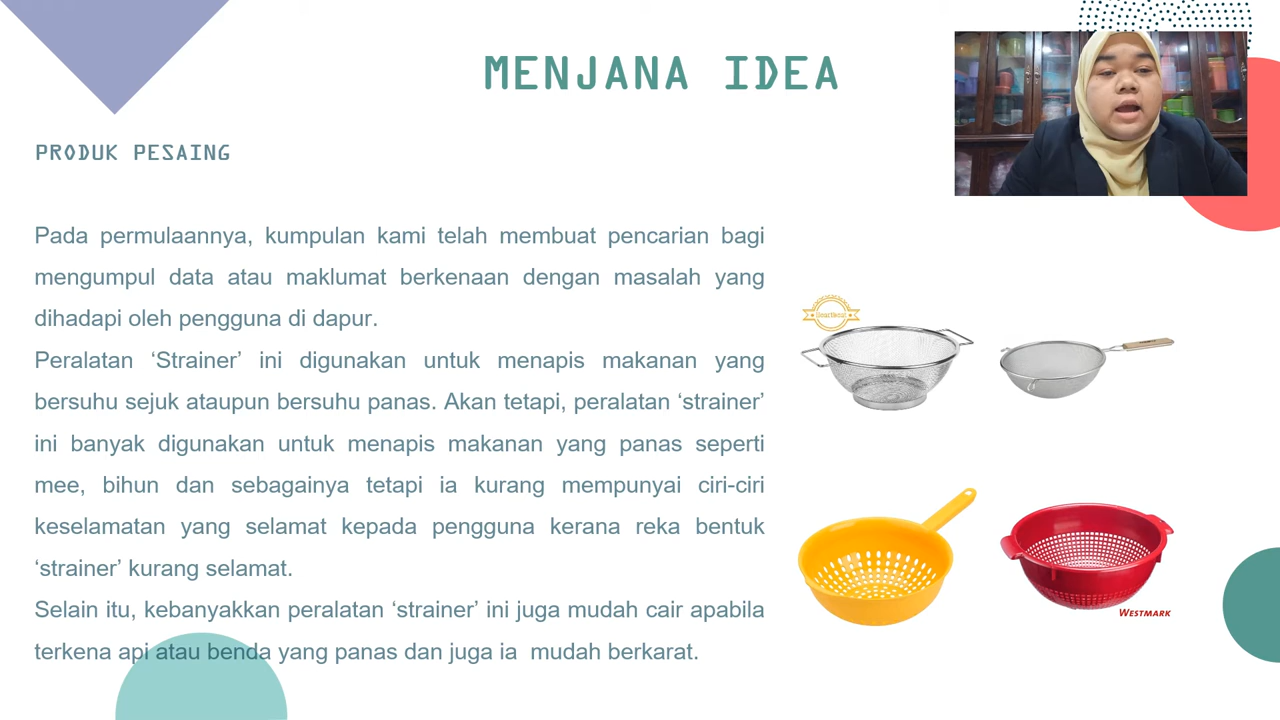 MENJANA IDEA
PRODUK PESAING
Pada permulaannya, kumpulan kami telah membuat pencarian bagi
mengumpul data atau maklumat berkenaan dengan masalah yang
dihadapi oleh pengguna di dapur.
Peralatan ‘Strainer’ ini digunakan untuk menapis makanan yang
bersuhu sejuk ataupun bersuhu panas. Akan tetapi, peralatan ‘strainer’
ini banyak digunakan untuk menapis makanan yang panas seperti
mee, bihun dan sebagainya tetapi ia kurang mempunyai ciri-ciri
keselamatan yang selamat kepada pengguna kerana reka bentuk
‘strainer’ kurang selamat.
Selain itu, kebanyakkan peralatan ‘strainer’ ini juga mudah cair apabila
terkena api atau benda yang panas dan juga ia mudah berkarat.
WESTMARK